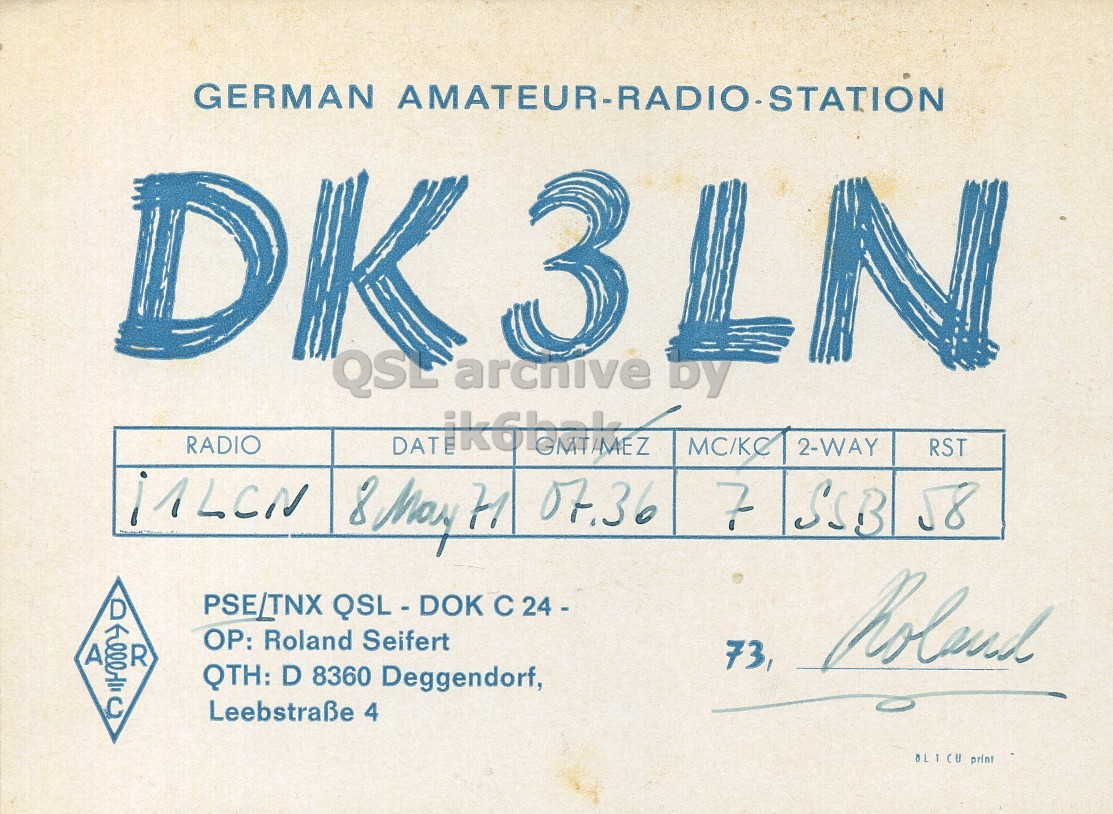 GERMAN AMATEUR-RADIO-STATION
DK3LN
QSL archive by
ik6bak
RADIO DATE GMT/MEZ MC/KC 2-WAY RST
i1LCN 8 May 71 07.36 7 SSB 58
DARC
PSE/TNX QSL - DOK C 24 -
OP: Roland Seifert
QTH: D 8360 Deggendorf,
Leebstraße 4
73, Roland
DL1CU print